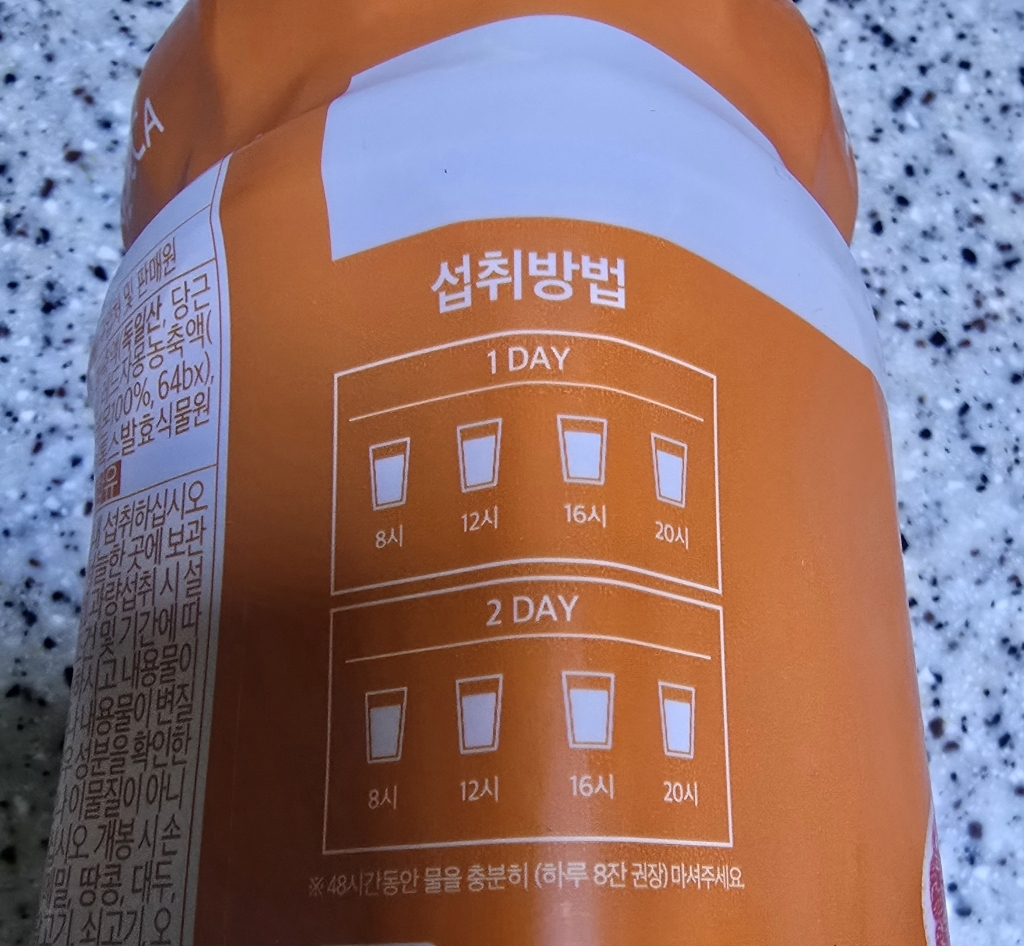 CA
및 판매원
독일산, 당근
자몽농축액(
100%, 64bx),
발효식물원
유
섭취하십시오
곳에 보관
과량섭취 시 설
및 기간에 따
고 내용물이
내용물이 변질
성분을 확인한
이물질이 아니
시오 개봉 시 손
밀, 땅콩, 대두,
고기, 쇠고기, 오
섭취방법
1 DAY
8시 12시 16시 20시
2 DAY
8시 12시 16시 20시
※ 48시간동안 물을 충분히 (하루 8잔 권장) 마셔주세요.